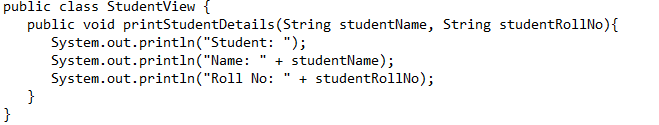 public class StudentView {
   public void printStudentDetails(String studentName, String studentRollNo){
      System.out.println("Student: ");
      System.out.println("Name: " + studentName);
      System.out.println("Roll No: " + studentRollNo);
   }
}